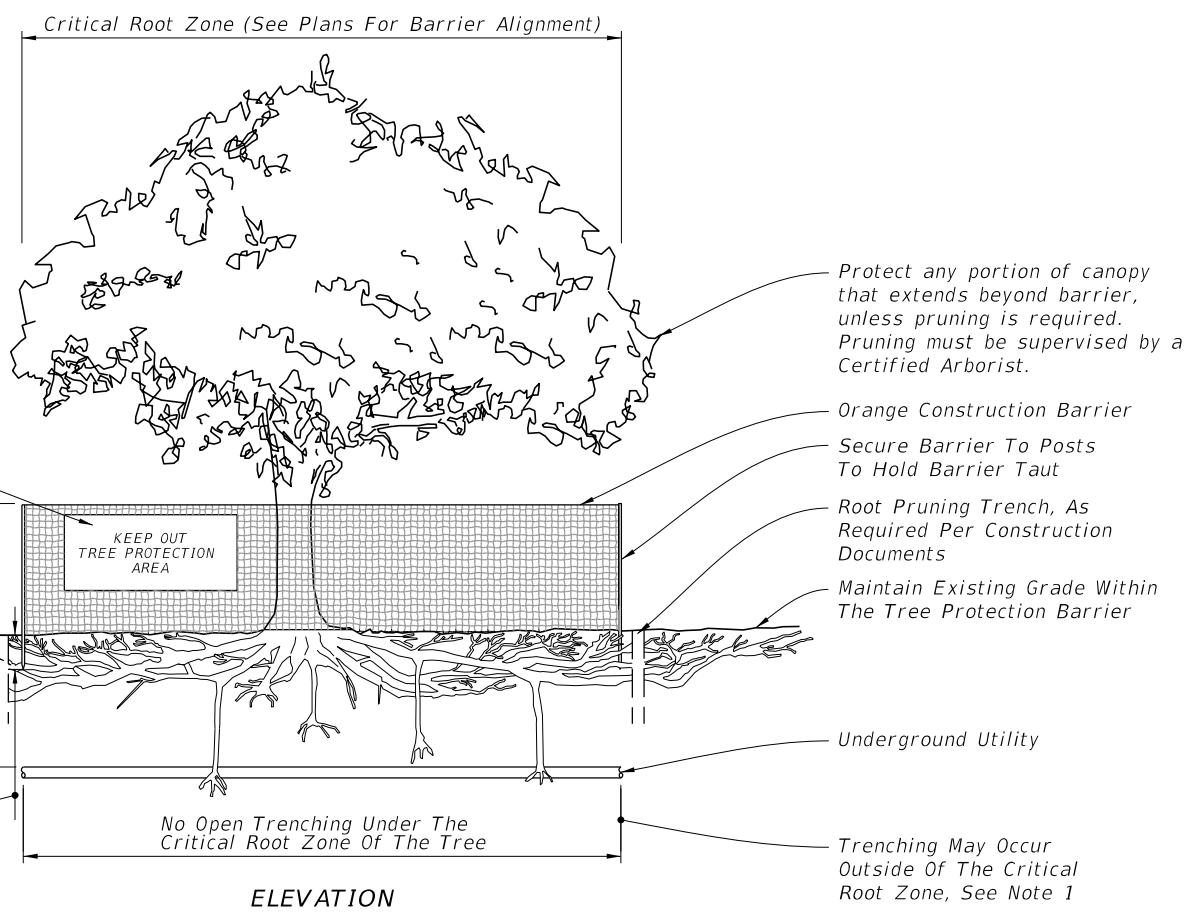 Critical Root Zone (See Plans For Barrier Alignment)
Protect any portion of canopy
that extends beyond barrier,
unless pruning is required.
Pruning must be supervised by a
Certified Arborist.
Orange Construction Barrier
Secure Barrier To Posts
To Hold Barrier Taut
Root Pruning Trench, As
Required Per Construction
Documents
KEEP OUT
TREE PROTECTION
AREA
Maintain Existing Grade Within
The Tree Protection Barrier
Underground Utility
No Open Trenching Under The
Critical Root Zone Of The Tree
Trenching May Occur
Outside Of The Critical
Root Zone, See Note 1
ELEVATION